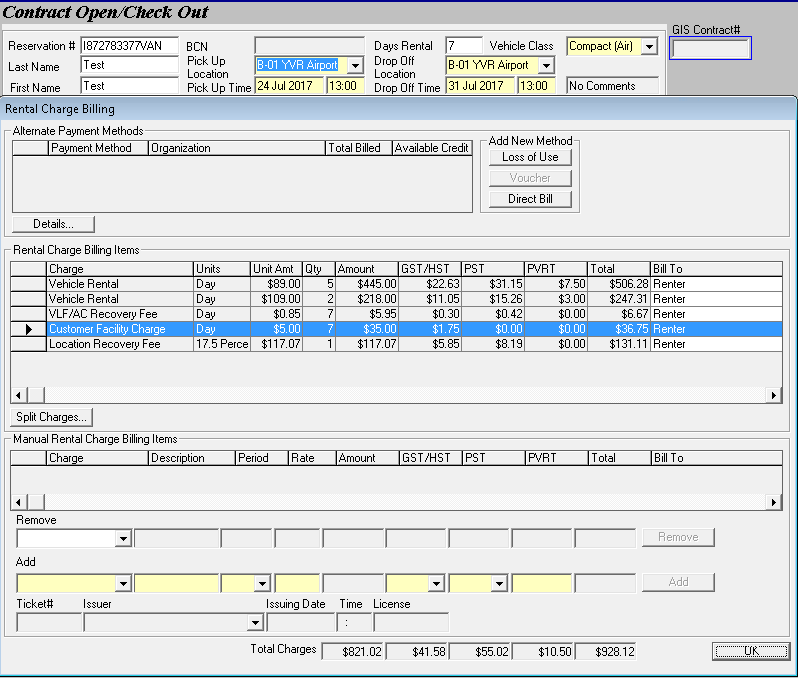 Contract Open/Check Out
GIS Contract#
Reservation # I872783377VAN BCN Days Rental 7 Vehicle Class Compact (Air)
Last Name Test Pick Up Location B-01 YVR Airport Drop Off Location B-01 YVR Airport
First Name Test Pick Up Time 24 Jul 2017 13:00 Drop Off Time 31 Jul 2017 13:00 No Comments
Rental Charge Billing
Alternate Payment Methods
Payment Method Organization Total Billed Available Credit
Add New Method
Loss of Use
Voucher
Direct Bill
Details...
Rental Charge Billing Items
Charge Units Unit Amt Qty Amount GST/HST PST PVRT Total Bill To
Vehicle Rental Day $89.00 5 $445.00 $22.63 $31.15 $7.50 $506.28 Renter
Vehicle Rental Day $109.00 2 $218.00 $11.05 $15.26 $3.00 $247.31 Renter
VLF/AC Recovery Fee Day $0.85 7 $5.95 $0.30 $0.42 $0.00 $6.67 Renter
Customer Facility Charge Day $5.00 7 $35.00 $1.75 $0.00 $0.00 $36.75 Renter
Location Recovery Fee 17.5 Perce $117.07 1 $117.07 $5.85 $8.19 $0.00 $131.11 Renter
Split Charges...
Manual Rental Charge Billing Items
Charge Description Period Rate Amount GST/HST PST PVRT Total Bill To
Remove
Remove
Add
Add
Ticket# Issuer Issuing Date Time License
:
Total Charges $821.02 $41.58 $55.02 $10.50 $928.12 OK